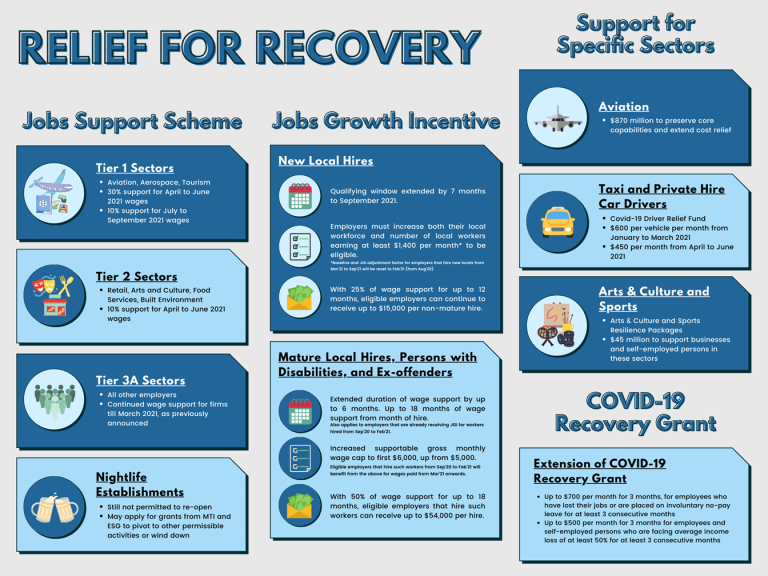 RELIEF FOR RECOVERY
Jobs Support Scheme
Tier 1 Sectors
• Aviation, Aerospace, Tourism
• 30% support for April to June
2021 wages
• 10% support for July to
September 2021 wages
Tier 2 Sectors
• Retail, Arts and Culture, Food
Services, Built Environment
• 10% support for April to June 2021
wages
Tier 3A Sectors
• All other employers
• Continued wage support for firms
till March 2021, as previously
announced
Nightlife
Establishments
• Still not permitted to re-open
• May apply for grants from MTI and
ESG to pivot to other permissible
activities or wind down
Jobs Growth Incentive
New Local Hires
Qualifying window extended by 7 months
to September 2021.
Employers must increase both their local
workforce and number of local workers
earning at least $1,400 per month* to be
eligible.
*Baseline and JGI adjustment factor for employers that hire new locals from
Mar'21 to Sep'21 will be reset to Feb'21 (from Aug'20)
With 25% of wage support for up to 12
months, eligible employers can continue to
receive up to $15,000 per non-mature hire.
Mature Local Hires, Persons with
Disabilities, and Ex-offenders
Extended duration of wage support by up
to 6 months. Up to 18 months of wage
support from month of hire.
Also applies to employers that are already receiving JGI for workers
hired from Sep'20 to Feb'21.
Increased supportable gross monthly
wage cap to first $6,000, up from $5,000.
Eligible employers that hire such workers from Sep'20 to Feb'21 will
benefit from the above for wages paid from Mar'21 onwards.
With 50% of wage support for up to 18
months, eligible employers that hire such
workers can receive up to $54,000 per hire.
Support for
Specific Sectors
Aviation
• $870 million to preserve core
capabilities and extend cost relief
Taxi and Private Hire
Car Drivers
• Covid-19 Driver Relief Fund
• $600 per vehicle per month from
January to March 2021
• $450 per month from April to June
2021
Arts & Culture and
Sports
• Arts & Culture and Sports
Resilience Packages
• $45 million to support businesses
and self-employed persons in
these sectors
COVID-19
Recovery Grant
Extension of COVID-19
Recovery Grant
• Up to $700 per month for 3 months, for employees who
have lost their jobs or are placed on involuntary no-pay
leave for at least 3 consecutive months
• Up to $500 per month for 3 months for employees and
self-employed persons who are facing average income
loss of at least 50% for at least 3 consecutive months